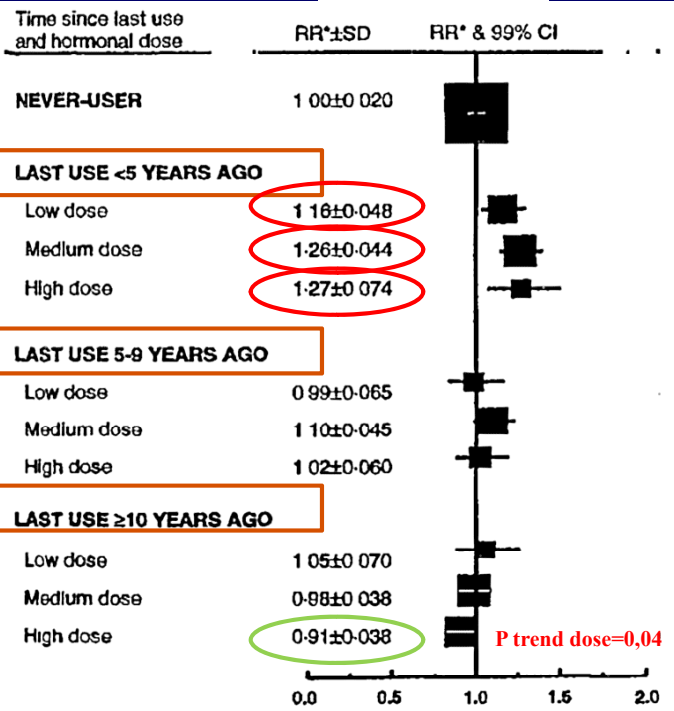 Time since last use RR*±SD RR* & 99% CI
and hormonal dose
NEVER-USER 1 00±0 020
LAST USE <5 YEARS AGO
Low dose 1 16±0·048
Medium dose 1·26±0·044
High dose 1·27±0 074
LAST USE 5-9 YEARS AGO
Low dose 0 99±0·065
Medium dose 1 10±0·045
High dose 1 02±0·060
LAST USE ≥10 YEARS AGO
Low dose 1 05±0 070
Medium dose 0·98±0 038
High dose 0·91±0·038 P trend dose=0,04
0.0 0.5 1.0 1.5 2.0